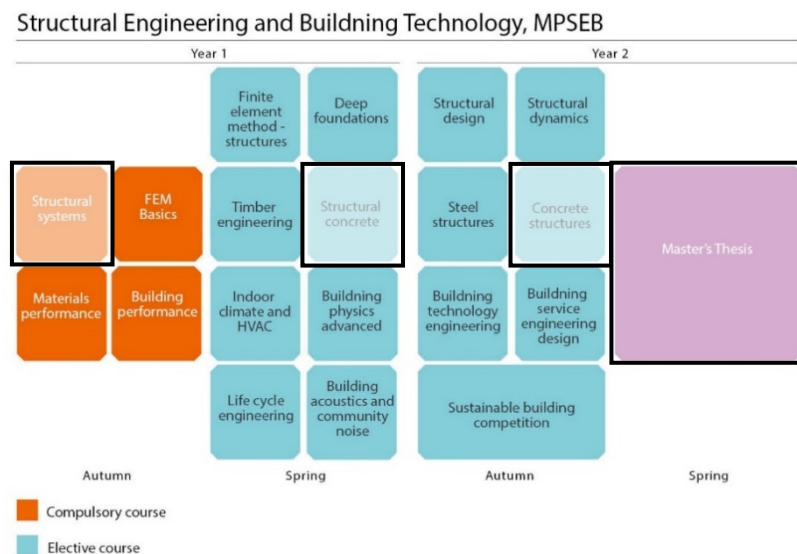 Structural Engineering and Buildning Technology, MPSEB
Year 1
Year 2
Finite
element
method -
structures
Deep
foundations
Structural
design
Structural
dynamics
Structural
systems
FEM
Basics
Timber
engineering
Structural
concrete
Steel
structures
Concrete
structures
Master's Thesis
Materials
performance
Building
performance
Indoor
climate and
HVAC
Buildning
physics
advanced
Buildning
technology
engineering
Buildning
service
engineering
design
Life cycle
engineering
Building
acoustics and
community
noise
Sustainable building
competition
Autumn
Spring
Autumn
Spring
Compulsory course
Elective course